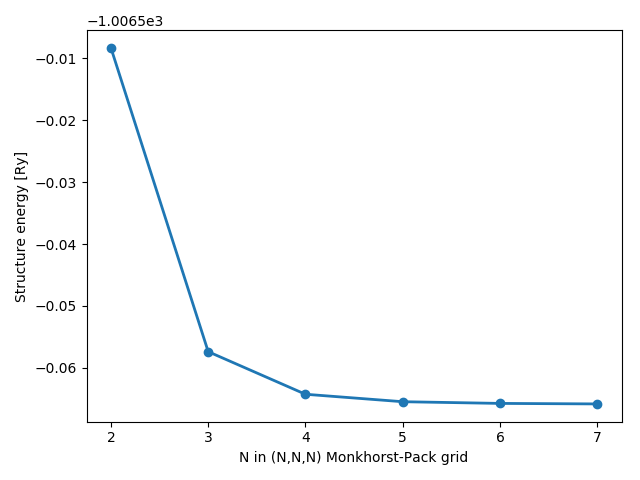 −1.0065e3
−0.01
−0.02
−0.03
−0.04
−0.05
−0.06
Structure energy [Ry]
2 3 4 5 6 7
N in (N,N,N) Monkhorst-Pack grid